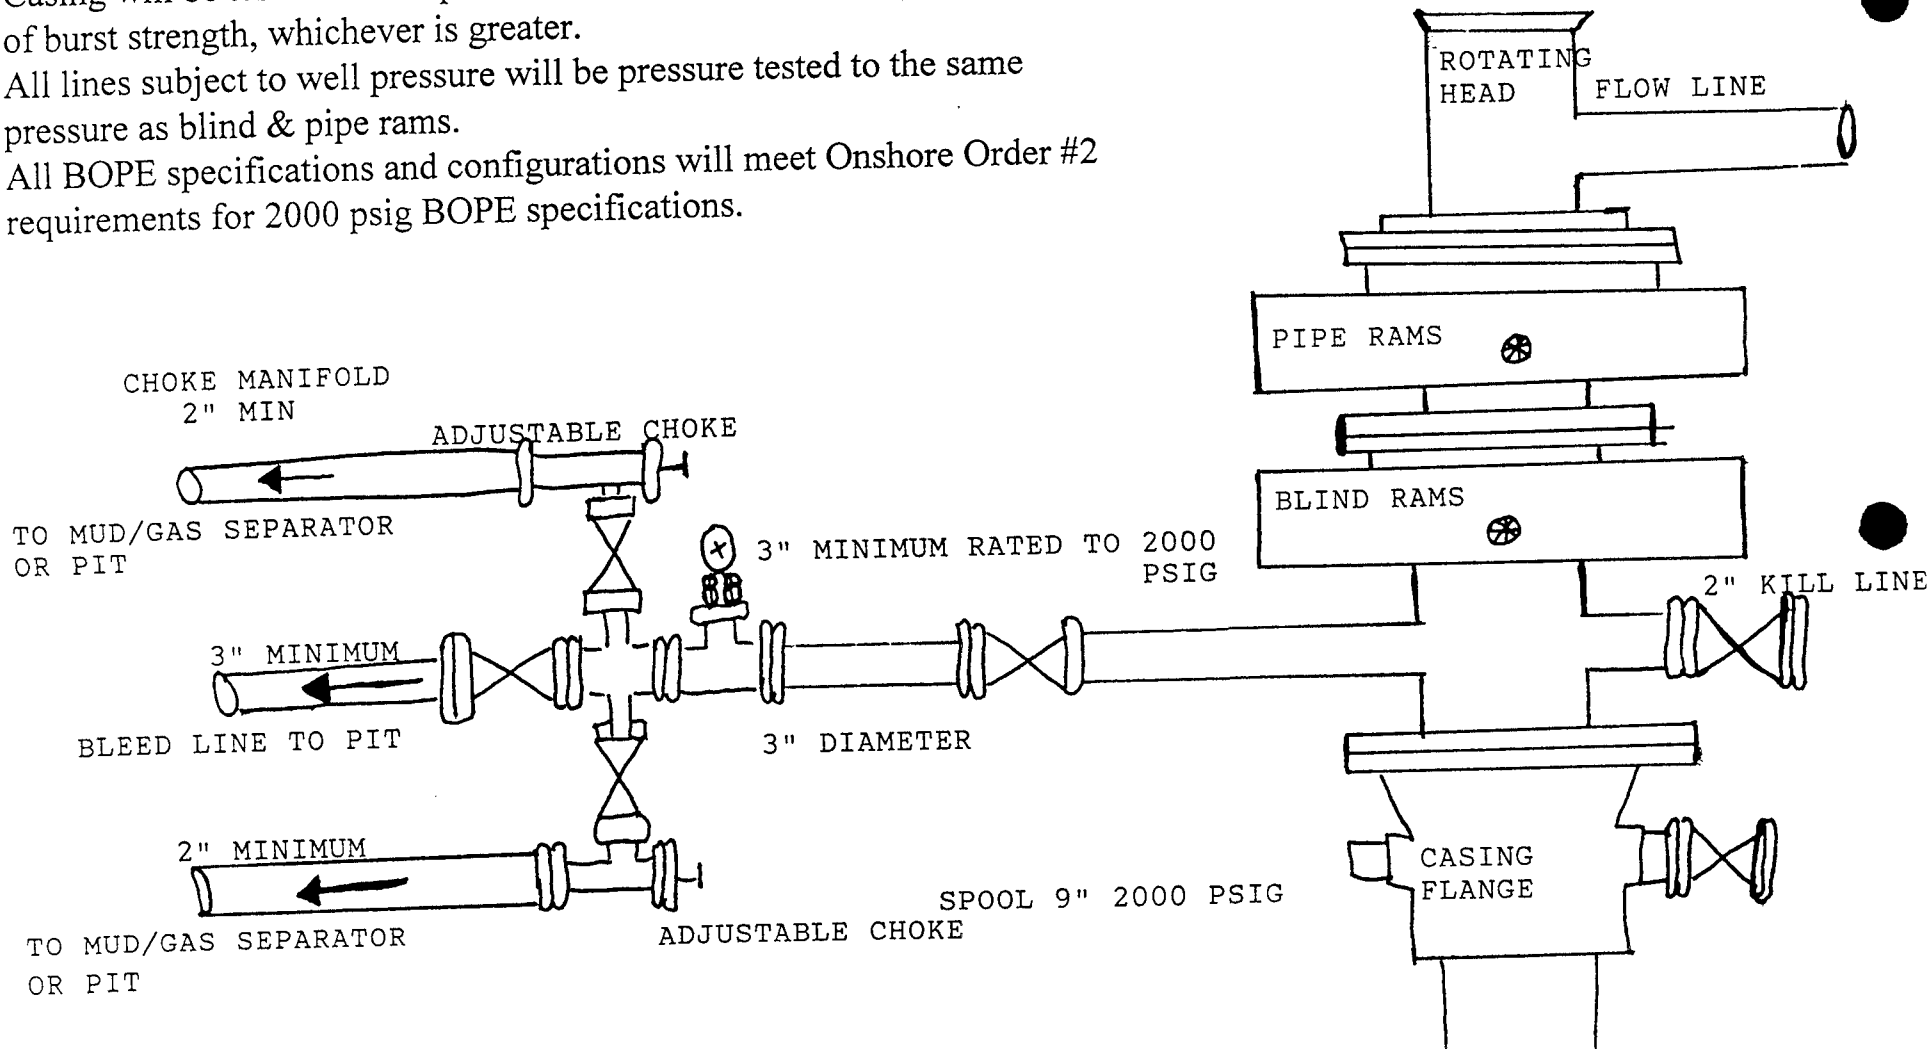 of burst strength, whichever is greater.
All lines subject to well pressure will be pressure tested to the same
pressure as blind & pipe rams.
All BOPE specifications and configurations will meet Onshore Order #2
requirements for 2000 psig BOPE specifications.
ROTATING
HEAD
FLOW LINE
PIPE RAMS
CHOKE MANIFOLD
2" MIN
ADJUSTABLE CHOKE
BLIND RAMS
TO MUD/GAS SEPARATOR
OR PIT
3" MINIMUM RATED TO 2000
PSIG
2" KILL LINE
3" MINIMUM
BLEED LINE TO PIT
3" DIAMETER
2" MINIMUM
CASING
FLANGE
SPOOL 9" 2000 PSIG
ADJUSTABLE CHOKE
TO MUD/GAS SEPARATOR
OR PIT